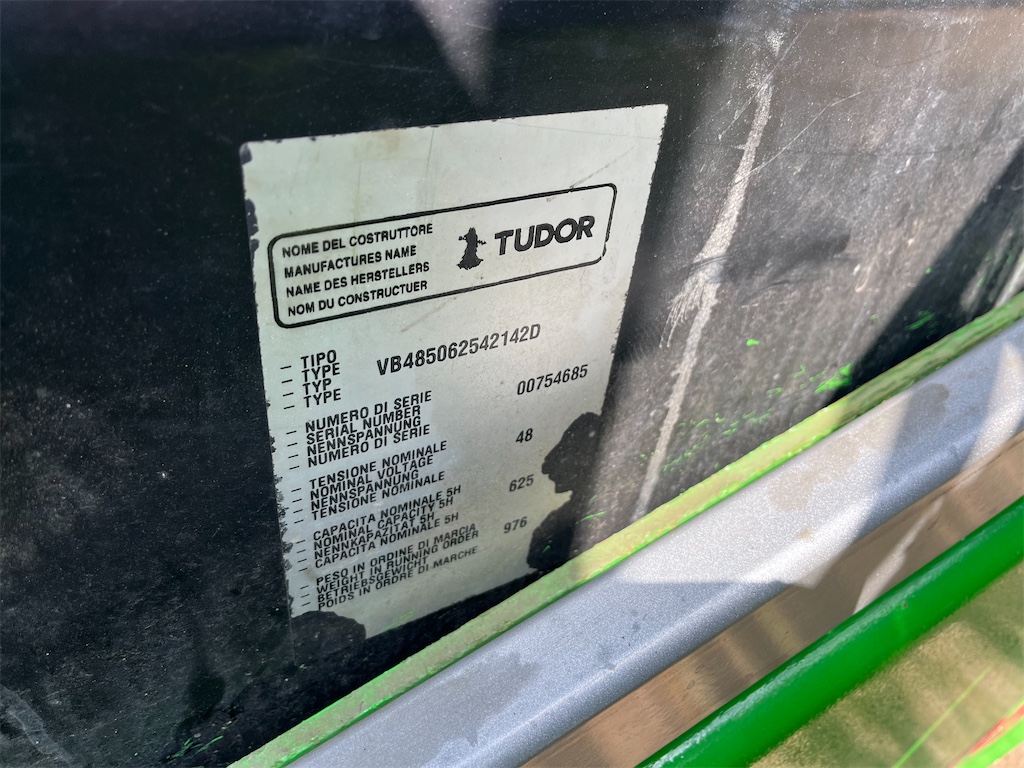 NOME DEL COSTRUTTORE
MANUFACTURES NAME
NAME DES HERSTELLERS
NOM DU CONSTRUCTUER
TUDOR
– TIPO
– TYPE
– TYP
– TYPE
VB485062542142D
– NUMERO DI SERIE
– SERIAL NUMBER
– NENNSPANNUNG
– NUMERO DI SERIE
00754685
– TENSIONE NOMINALE
– NOMINAL VOLTAGE
– NENNSPANNUNG
– TENSIONE NOMINALE
48
– CAPACITA NOMINALE 5H
– NOMINAL CAPACITY 5H
– NENNKAPAZITAT 5H
– CAPACITA NOMINALE 5H
625
– PESO IN ORDINE DI MARCIA
– WEIGHT IN RUNNING ORDER
– BETRIEBSGEWICHT
– POIDS IN ORDRE DI MARCHE
976